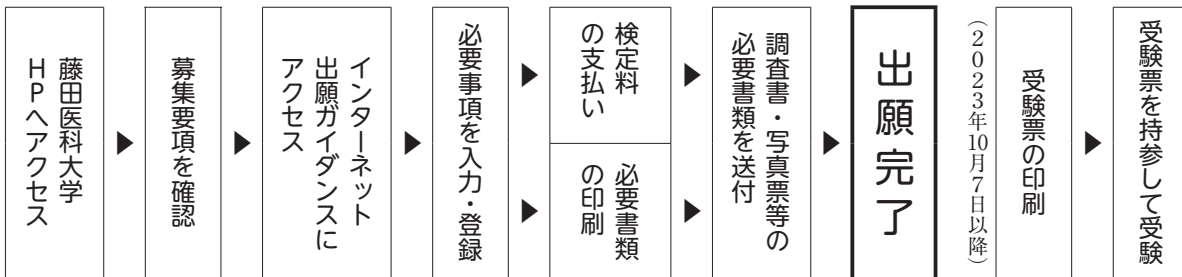 藤田医科大学
HPへアクセス
▶
募集要項を確認
▶
インターネット
出願ガイダンスに
アクセス
▶
必要事項を入力・登録
▶
検定料
の支払い
▶
必要書類
の印刷
▶
調査書・写真票等の
必要書類を送付
▶
出願完了
(2023年10月7日以降)
受験票の印刷
▶
受験票を持参して受験